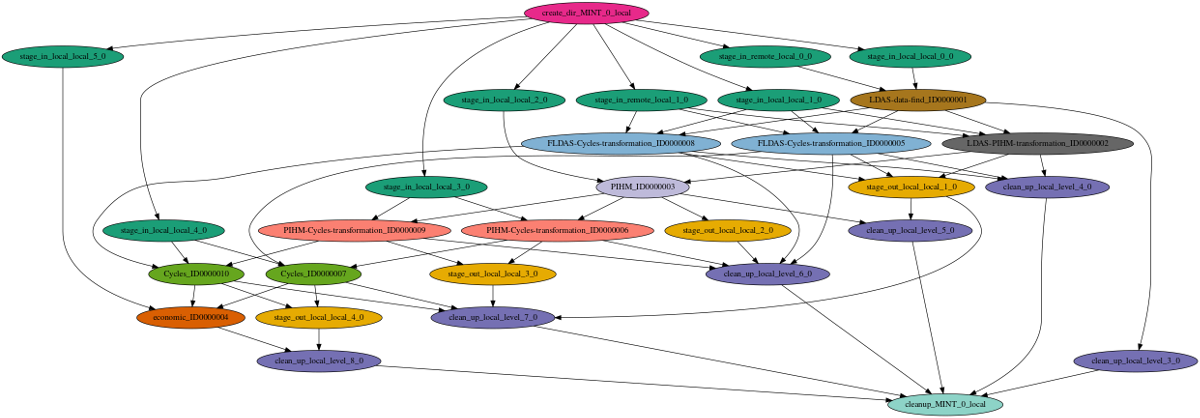 create_dir_MINT_0_local
stage_in_local_local_5_0
stage_in_remote_local_0_0
stage_in_local_local_0_0
stage_in_local_local_2_0
stage_in_remote_local_1_0
stage_in_local_local_1_0
LDAS-data-find_ID0000001
FLDAS-Cycles-transformation_ID0000008
FLDAS-Cycles-transformation_ID0000005
LDAS-PIHM-transformation_ID0000002
stage_in_local_local_3_0
PIHM_ID0000003
stage_out_local_local_1_0
clean_up_local_level_4_0
stage_in_local_local_4_0
PIHM-Cycles-transformation_ID0000009
PIHM-Cycles-transformation_ID0000006
stage_out_local_local_2_0
clean_up_local_level_5_0
Cycles_ID0000010
Cycles_ID0000007
stage_out_local_local_3_0
clean_up_local_level_6_0
economic_ID0000004
stage_out_local_local_4_0
clean_up_local_level_7_0
clean_up_local_level_8_0
clean_up_local_level_3_0
cleanup_MINT_0_local